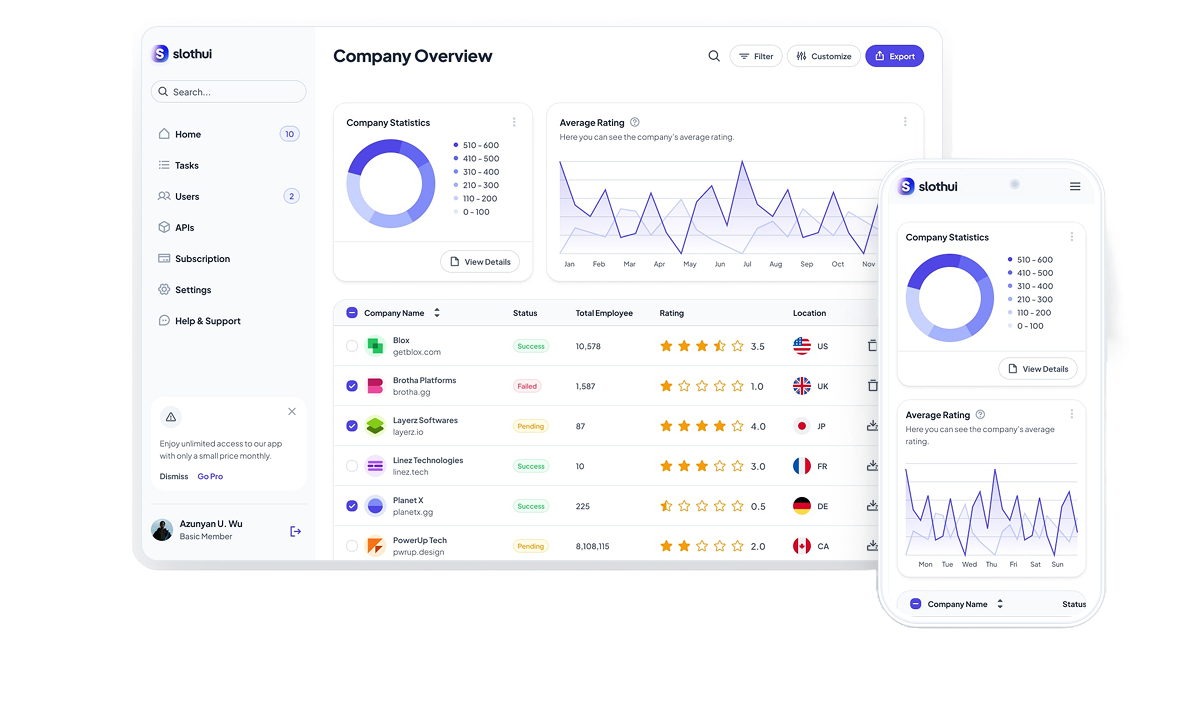 slothui
Search...
Home 10
Tasks
Users 2
APIs
Subscription
Settings
Help & Support
Enjoy unlimited access to our app
with only a small price monthly.
Dismiss Go Pro
Azunyan U. Wu
Basic Member
Company Overview
Filter Customize Export
Company Statistics
510 - 600
410 - 500
310 - 400
210 - 300
110 - 200
0 - 100
View Details
Average Rating
Here you can see the company's average rating.
Jan Feb Mar Apr May Jun Jul Aug Sep Oct Nov
Company Name Status Total Employee Rating Location
Blox
getblox.com
Success 10,578 3.5 US
Brotha Platforms
brotha.gg
Failed 1,587 1.0 UK
Layerz Softwares
layerz.io
Pending 87 4.0 JP
Linez Technologies
linez.tech
Success 10 3.0 FR
Planet X
planetx.gg
Success 225 0.5 DE
PowerUp Tech
pwrup.design
Pending 8,108,115 2.0 CA
S slothui
Company Statistics
510 - 600
410 - 500
310 - 400
210 - 300
110 - 200
0 - 100
View Details
Average Rating
Here you can see the company's average
rating.
Mon Tue Wed Thu Fri Sat Sun
Company Name Status